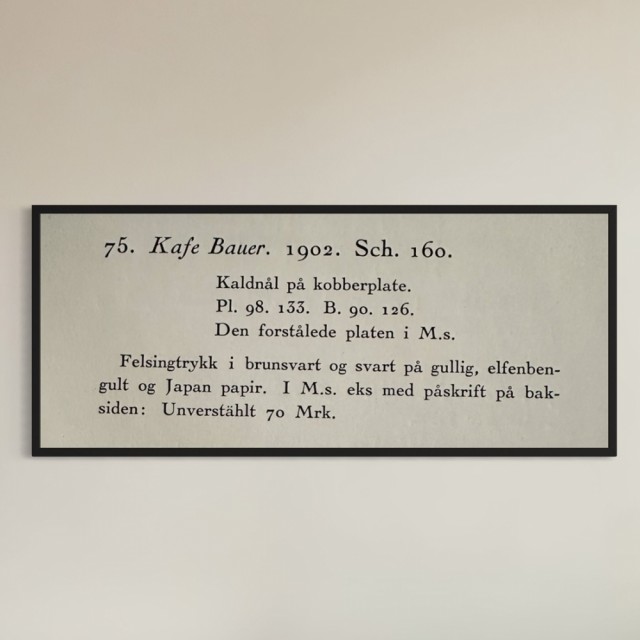 75. Kafe Bauer. 1902. Sch. 160.
Kaldnål på kobberplate.
Pl. 98. 133. B. 90. 126.
Den forstålede platen i M.s.
Felsingtrykk i brunsvart og svart på gullig, elfenben-
gult og Japan papir. I M.s. eks med påskrift på bak-
siden: Unverstählt 70 Mrk.